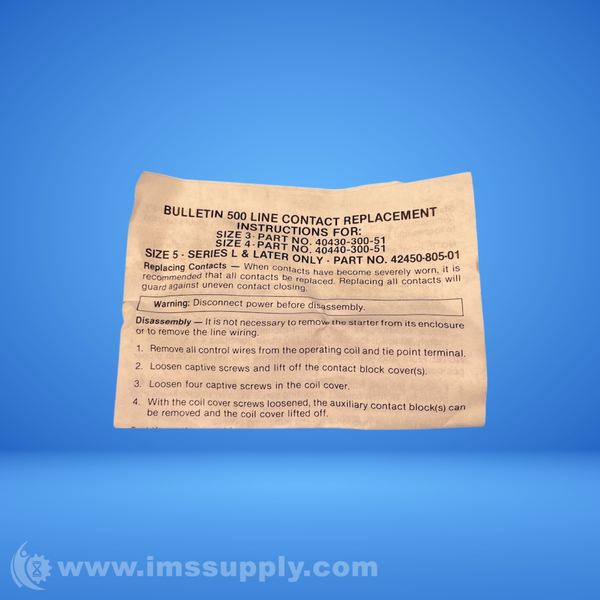 BULLETIN 500 LINE CONTACT REPLACEMENT
INSTRUCTIONS FOR:
SIZE 3 - PART NO. 40430-300-51
SIZE 4 - PART NO. 40440-300-51
SIZE 5 - SERIES L & LATER ONLY - PART NO. 42450-805-01
Replacing Contacts — When contacts have become severely worn, it is
recommended that all contacts be replaced. Replacing all contacts will
guard against uneven contact closing.
Warning: Disconnect power before disassembly.
Disassembly — It is not necessary to remove the starter from its enclosure
or to remove the line wiring.
1. Remove all control wires from the operating coil and tie point terminal.
2. Loosen captive screws and lift off the contact block cover(s).
3. Loosen four captive screws in the coil cover.
4. With the coil cover screws loosened, the auxiliary contact block(s) can
be removed and the coil cover lifted off.
www.imssupply.com